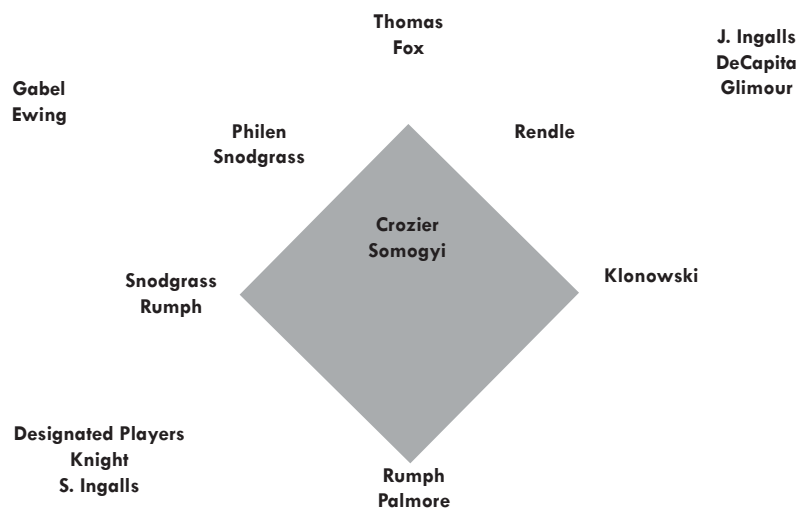 Thomas
Fox
J. Ingalls
DeCapita
Glimour
Gabel
Ewing
Philen
Snodgrass
Rendle
Crozier
Somogyi
Snodgrass
Rumph
Klonowski
Designated Players
Knight
S. Ingalls
Rumph
Palmore